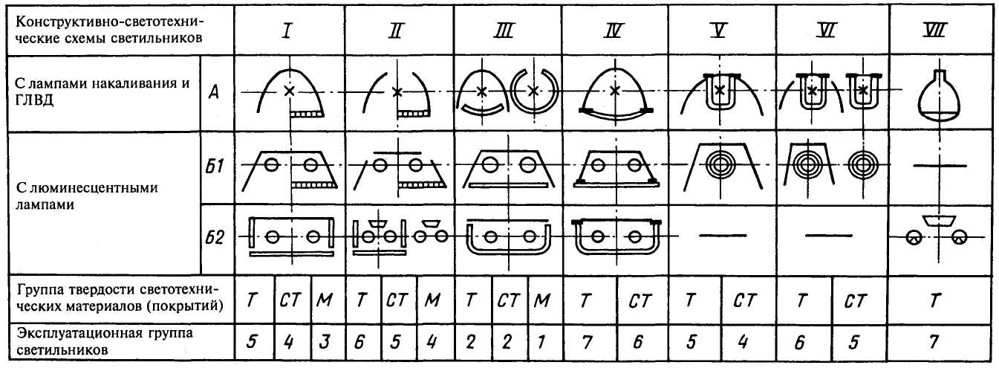 Конструктивно-светотехни-
ческие схемы светильников
I II III IV V VI VII
С лампами накаливания и
ГЛВД
А
С люминесцентными
лампами
Б1
Б2
Группа твердости светотехни-
ческих материалов (покрытий)
Т СТ М Т СТ М Т СТ М Т СТ Т СТ Т СТ Т
Эксплуатационная группа
светильников
5 4 3 6 5 4 2 2 1 7 6 5 4 6 5 7